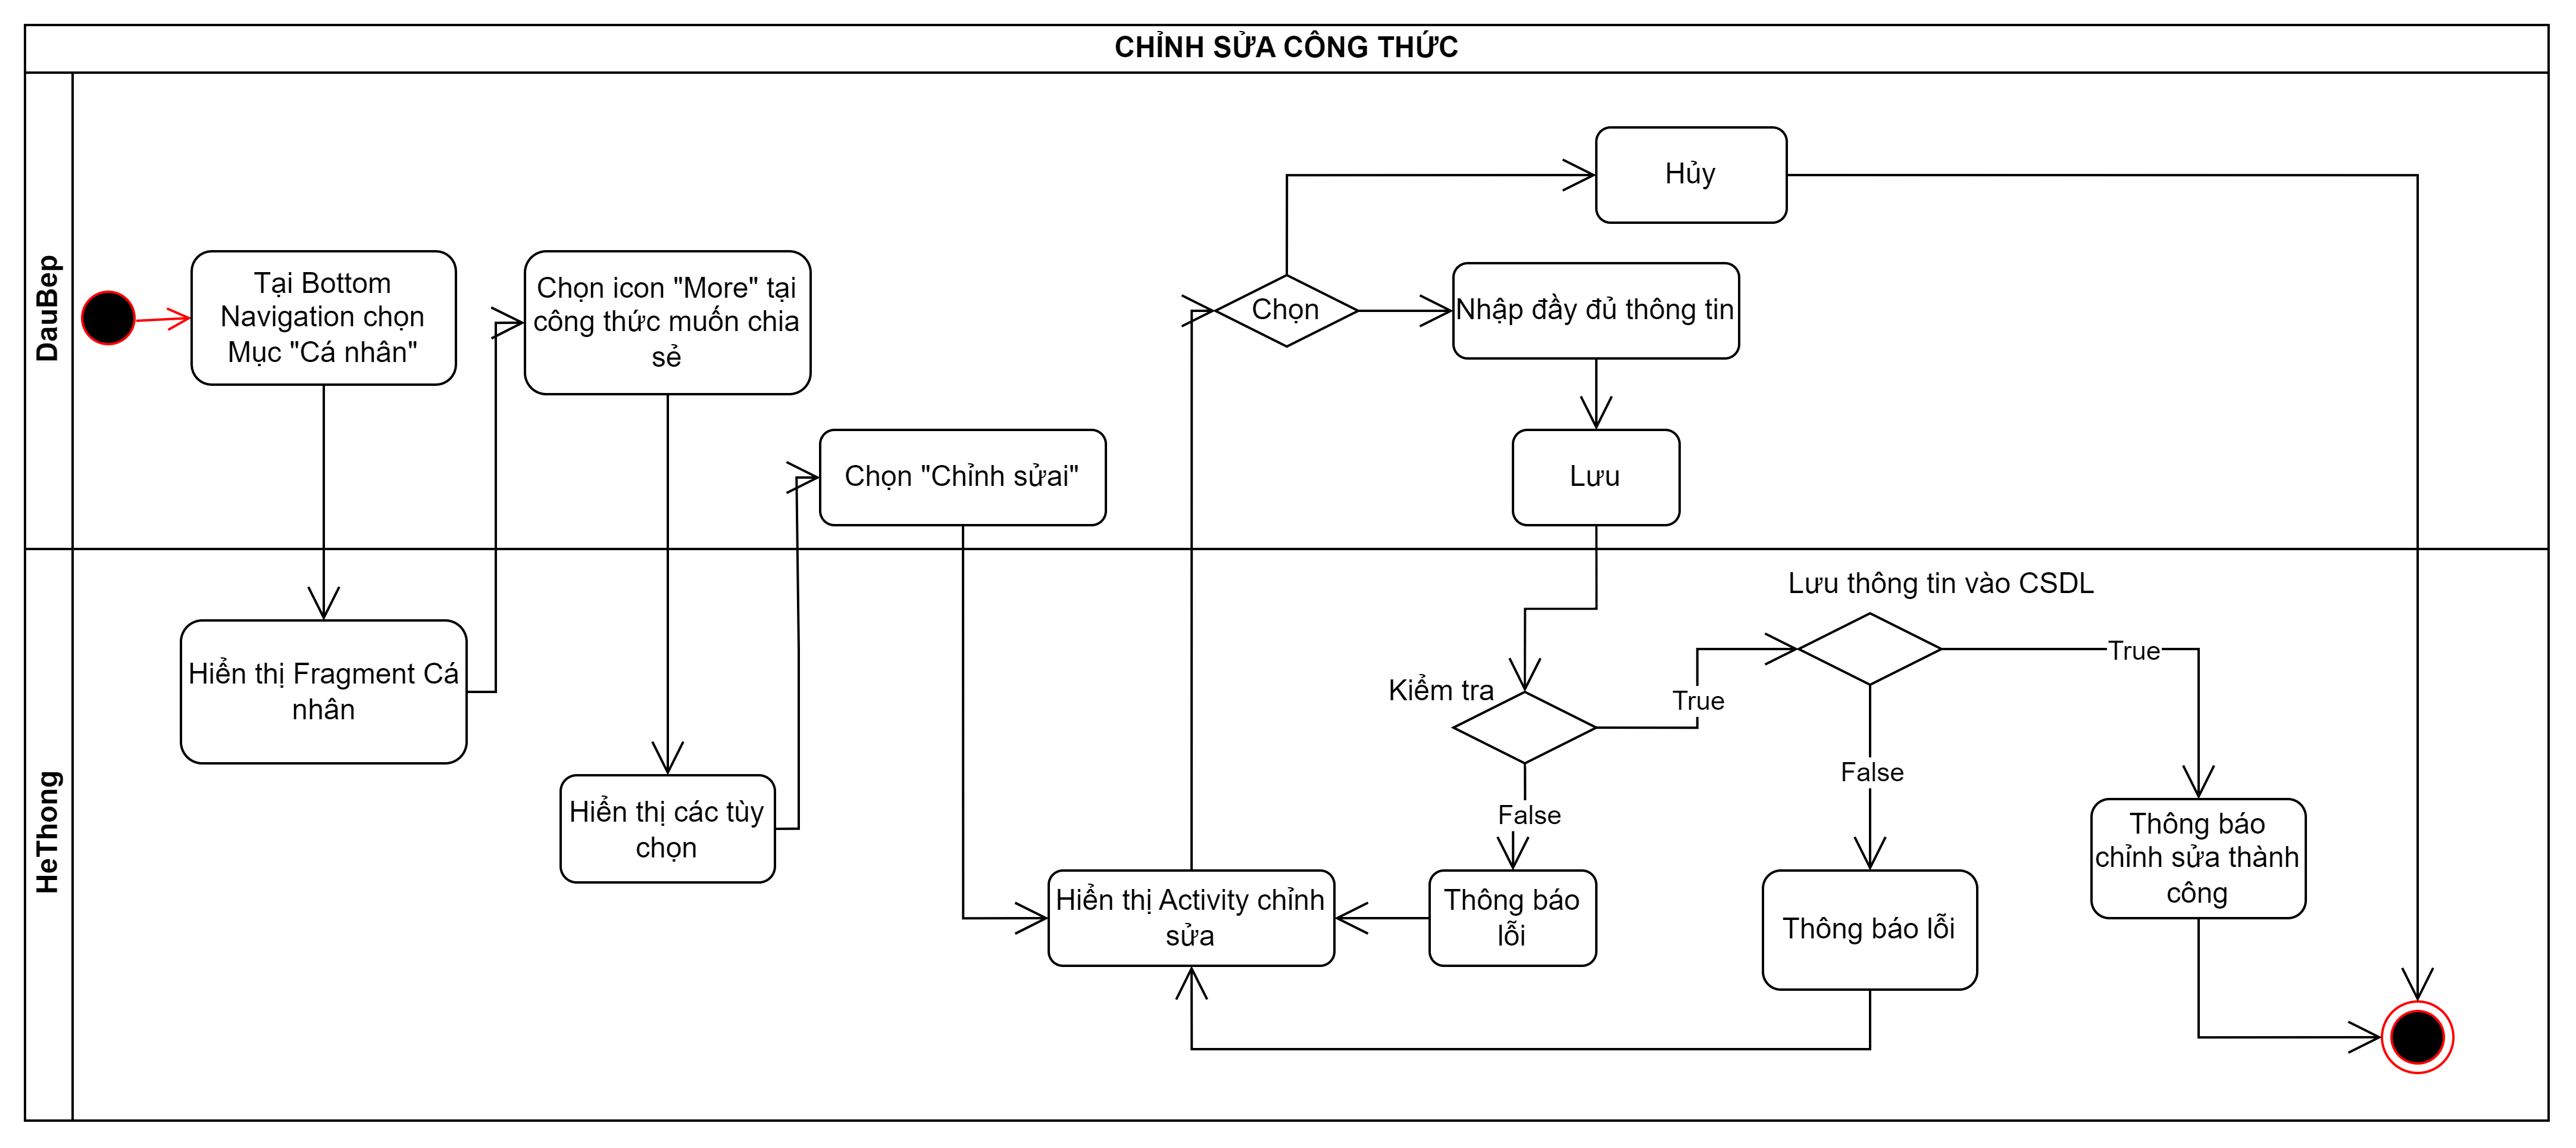 CHỈNH SỬA CÔNG THỨC
DauBep
Tại Bottom
Navigation chọn
Mục "Cá nhân"
Chọn icon "More" tại
công thức muốn chia
sẻ
Chọn "Chỉnh sửai"
Chọn
Hủy
Nhập đầy đủ thông tin
Lưu
HeThong
Hiển thị Fragment Cá
nhân
Hiển thị các tùy
chọn
Hiển thị Activity chỉnh
sửa
Kiểm tra
True
False
Thông báo
lỗi
Lưu thông tin vào CSDL
True
False
Thông báo lỗi
Thông báo
chỉnh sửa thành
công